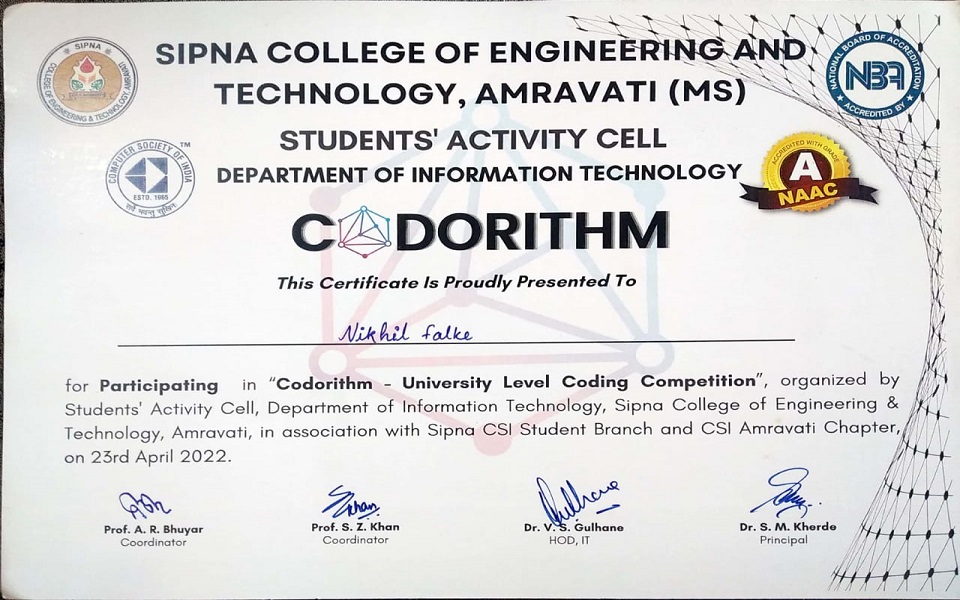 SIPNA COLLEGE OF ENGINEERING AND
TECHNOLOGY, AMRAVATI (MS)
STUDENTS' ACTIVITY CELL
DEPARTMENT OF INFORMATION TECHNOLOGY
SIPNA
COLLEGE OF ENGINEERING & TECHNOLOGY, AMRAVATI
NATIONAL BOARD OF ACCREDITATION
NBA
ACCREDITED BY
COMPUTER SOCIETY OF INDIA
TM
ESTD. 1965
ACCREDITED WITH GRADE
A
NAAC
CODORITHM
This Certificate Is Proudly Presented To
Nikhil falke
for Participating in “Codorithm - University Level Coding Competition”, organized by
Students' Activity Cell, Department of Information Technology, Sipna College of Engineering &
Technology, Amravati, in association with Sipna CSI Student Branch and CSI Amravati Chapter,
on 23rd April 2022.
Prof. A. R. Bhuyar
Coordinator
Prof. S. Z. Khan
Coordinator
Dr. V. S. Gulhane
HOD, IT
Dr. S. M. Kherde
Principal